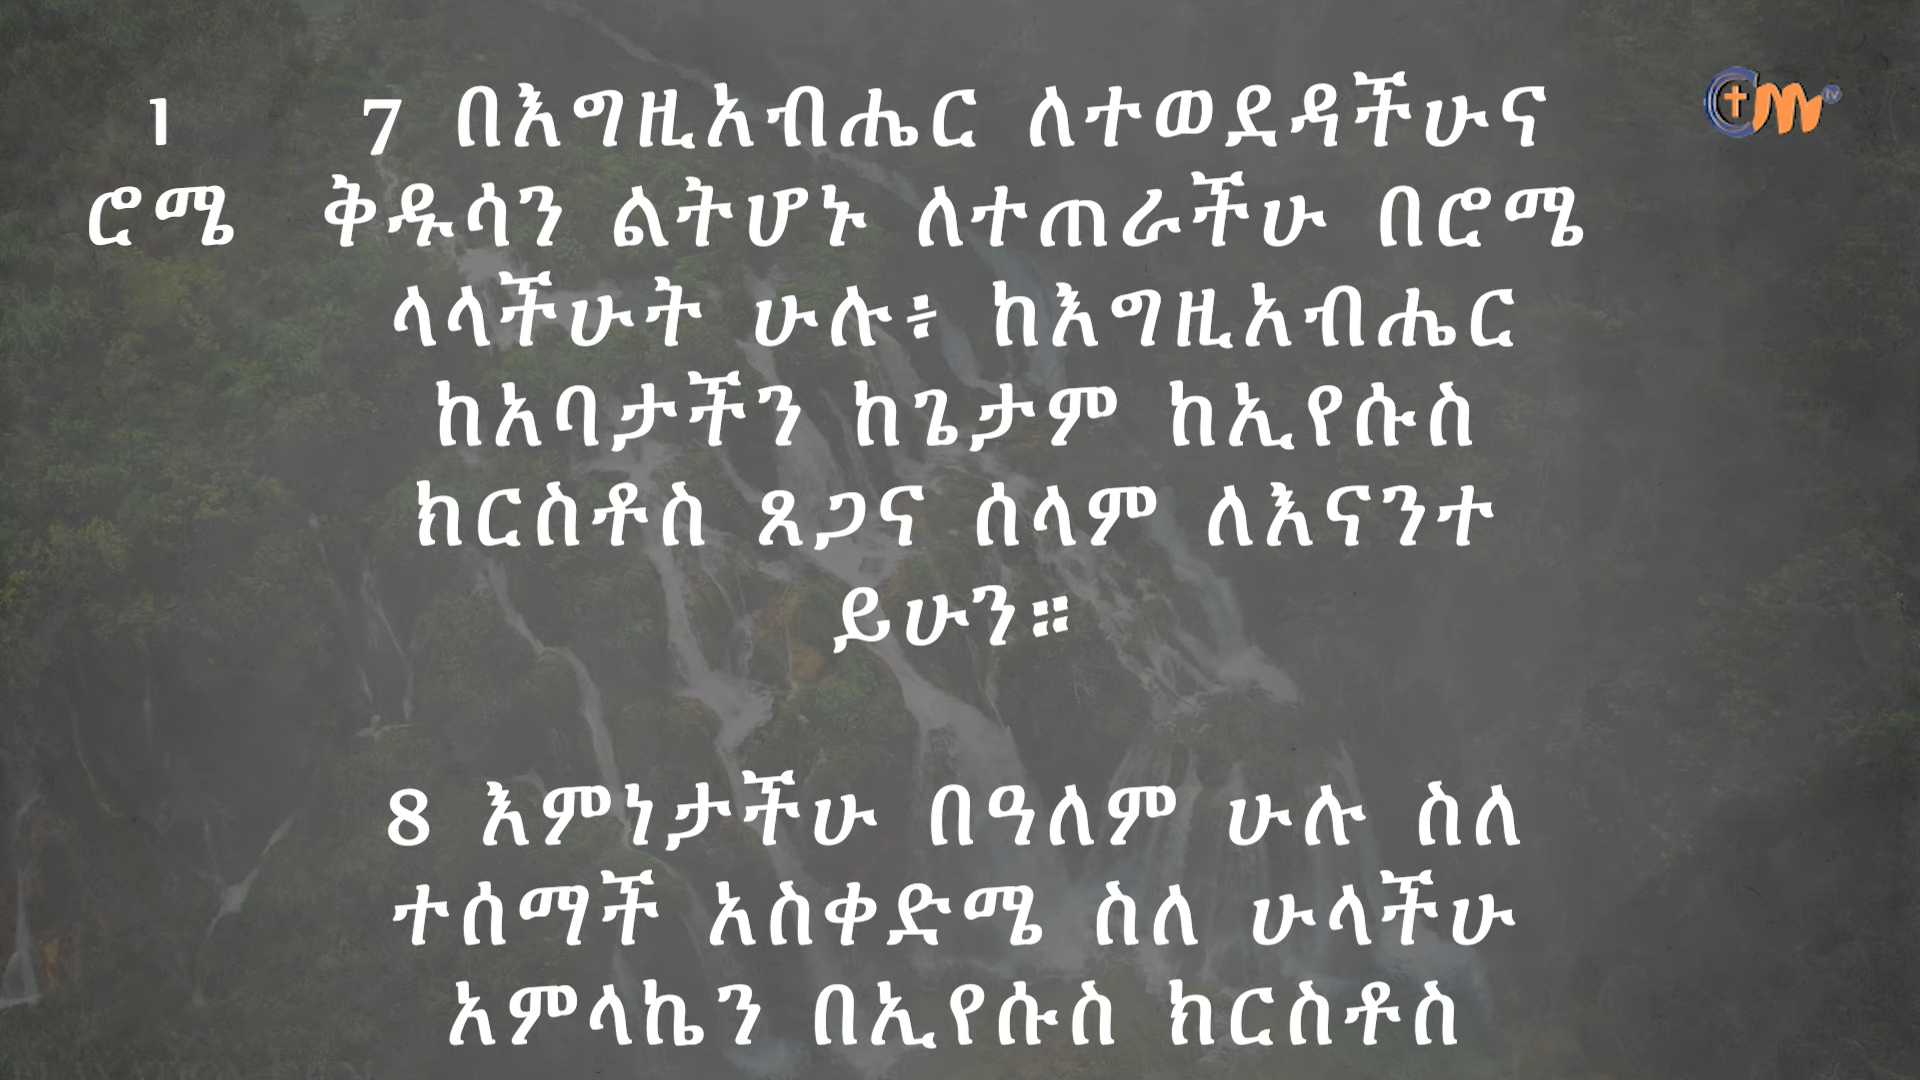 1
ሮሜ
7 በእግዚአብሔር ለተወደዳችሁና
ቅዱሳን ልትሆኑ ለተጠራችሁ በሮሜ
ላላችሁት ሁሉ፥ ከእግዚአብሔር
ከአባታችን ከጌታም ከኢየሱስ
ክርስቶስ ጸጋና ሰላም ለእናንተ
ይሁን።
8 እምነታችሁ በዓለም ሁሉ ስለ
ተሰማች አስቀድሜ ስለ ሁላችሁ
አምላኬን በኢየሱስ ክርስቶስ
TV